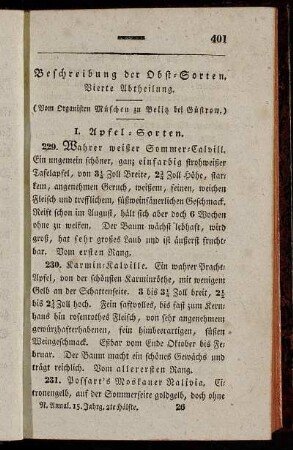 401
Beschreibung der Obst-Sorten.
Vierte Abtheilung.
(Vom Organisten Müschen zu Belitz bei Güstron.)
I. Apfel-Sorten.
229. Wahrer weißer Sommer-Calvill.
Ein ungemein schöner, ganz einfarbig strohweißer
Tafelapfel, von 3½ Zoll Breite, 2¾ Zoll Höhe, star-
kem, angenehmen Geruch, weißem, feinen, weichen
Fleisch und trefflichem, süßweinsäuerlichen Geschmack.
Reift schon im August, hält sich aber doch 6 Wochen
ohne zu welken. Der Baum wächst lebhaft, wird
groß, hat sehr großes Laub und ist äußerst frucht-
bar. Vom ersten Rang.
230. Karmin-Kalville. Ein wahrer Pracht-
Apfel, von der schönsten Karminröthe, mit wenigem
Gelb an der Schattenseite. 3 bis 3½ Zoll breit, 2½
bis 2¾ Zoll hoch. Fein saftvolles, bis fast zum Kern-
haus hin rosenrothes Fleisch, von sehr angenehmem
gewürzhafterhabenen, fein himbeerartigen, süßen
Weingeschmack. Eßbar vom Ende Oktober bis Fe-
bruar. Der Baum macht ein schönes Gewächs und
trägt reichlich. Vom allerersten Rang.
231. Possart's Moskauer Nalivia. Ci-
tronengelb, auf der Sommerseite goldgelb, doch ohne
N. Annal. 15. Jahrg. 2te Hälfte. 26